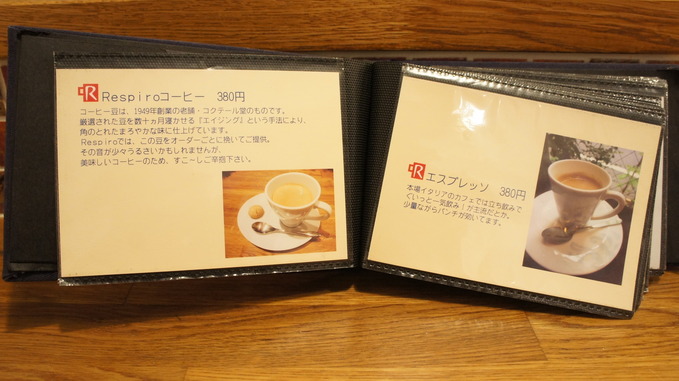 R Respiroコーヒー 380円
コーヒー豆は、1949年創業の老舗・コクテール堂のものです。
厳選された豆を数十ヵ月寝かせる『エイジング』という手法により、
角のとれたまろやかな味に仕上げています。
Respiroでは、この豆をオーダーごとに挽いてご提供。
その音が少々うるさいかもしれませんが、
美味しいコーヒーのため、すこ～しご辛抱下さい。
R エスプレッソ 380円
本場イタリアのカフェでは立ち飲みで
ぐいっと一気飲み！が主流だとか。
少量ながらパンチが効いてます。